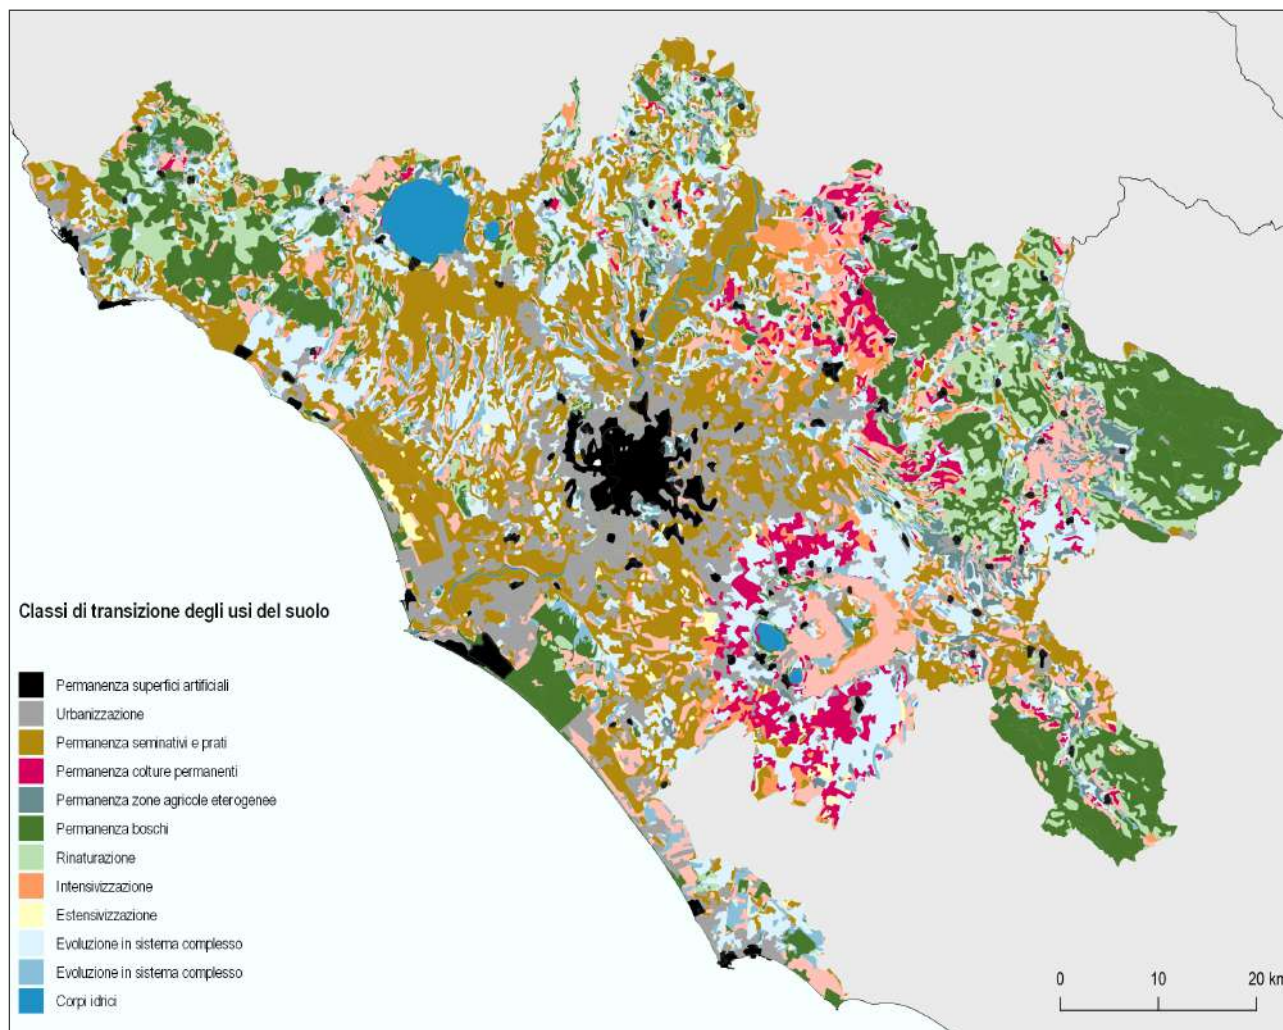 Classi di transizione degli usi del suolo
Permanenza superfici artificiali
Urbanizzazione
Permanenza seminativi e prati
Permanenza colture permanenti
Permanenza zone agricole eterogenee
Permanenza boschi
Rinaturazione
Intensivizzazione
Estensivizzazione
Evoluzione in sistema complesso
Evoluzione in sistema complesso
Corpi idrici
0 10 20 km